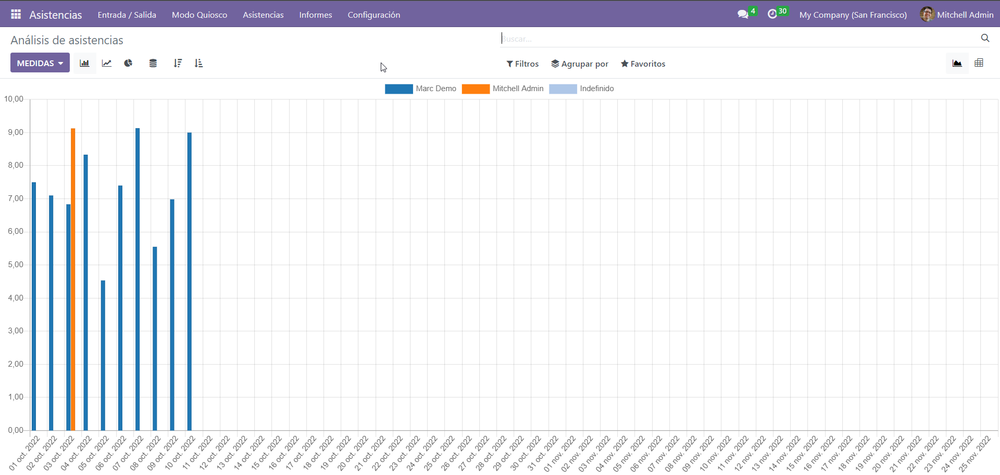 Asistencias Entrada / Salida Modo Quiosco Asistencias Informes Configuración 4 30 My Company (San Francisco) Mitchell Admin
Análisis de asistencias Buscar...
MEDIDAS Filtros Agrupar por Favoritos
Marc Demo Mitchell Admin Indefinido
10,00
9,00
8,00
7,00
6,00
5,00
4,00
3,00
2,00
1,00
0,00
01 oct. 2022
02 oct. 2022
03 oct. 2022
04 oct. 2022
05 oct. 2022
06 oct. 2022
07 oct. 2022
08 oct. 2022
09 oct. 2022
10 oct. 2022
11 oct. 2022
12 oct. 2022
13 oct. 2022
14 oct. 2022
15 oct. 2022
16 oct. 2022
17 oct. 2022
18 oct. 2022
19 oct. 2022
20 oct. 2022
21 oct. 2022
22 oct. 2022
23 oct. 2022
24 oct. 2022
25 oct. 2022
26 oct. 2022
27 oct. 2022
28 oct. 2022
29 oct. 2022
30 oct. 2022
31 oct. 2022
01 nov. 2022
02 nov. 2022
03 nov. 2022
04 nov. 2022
05 nov. 2022
06 nov. 2022
07 nov. 2022
08 nov. 2022
09 nov. 2022
10 nov. 2022
11 nov. 2022
12 nov. 2022
13 nov. 2022
14 nov. 2022
15 nov. 2022
16 nov. 2022
17 nov. 2022
18 nov. 2022
19 nov. 2022
20 nov. 2022
21 nov. 2022
22 nov. 2022
23 nov. 2022
24 nov. 2022
25 nov. 2022